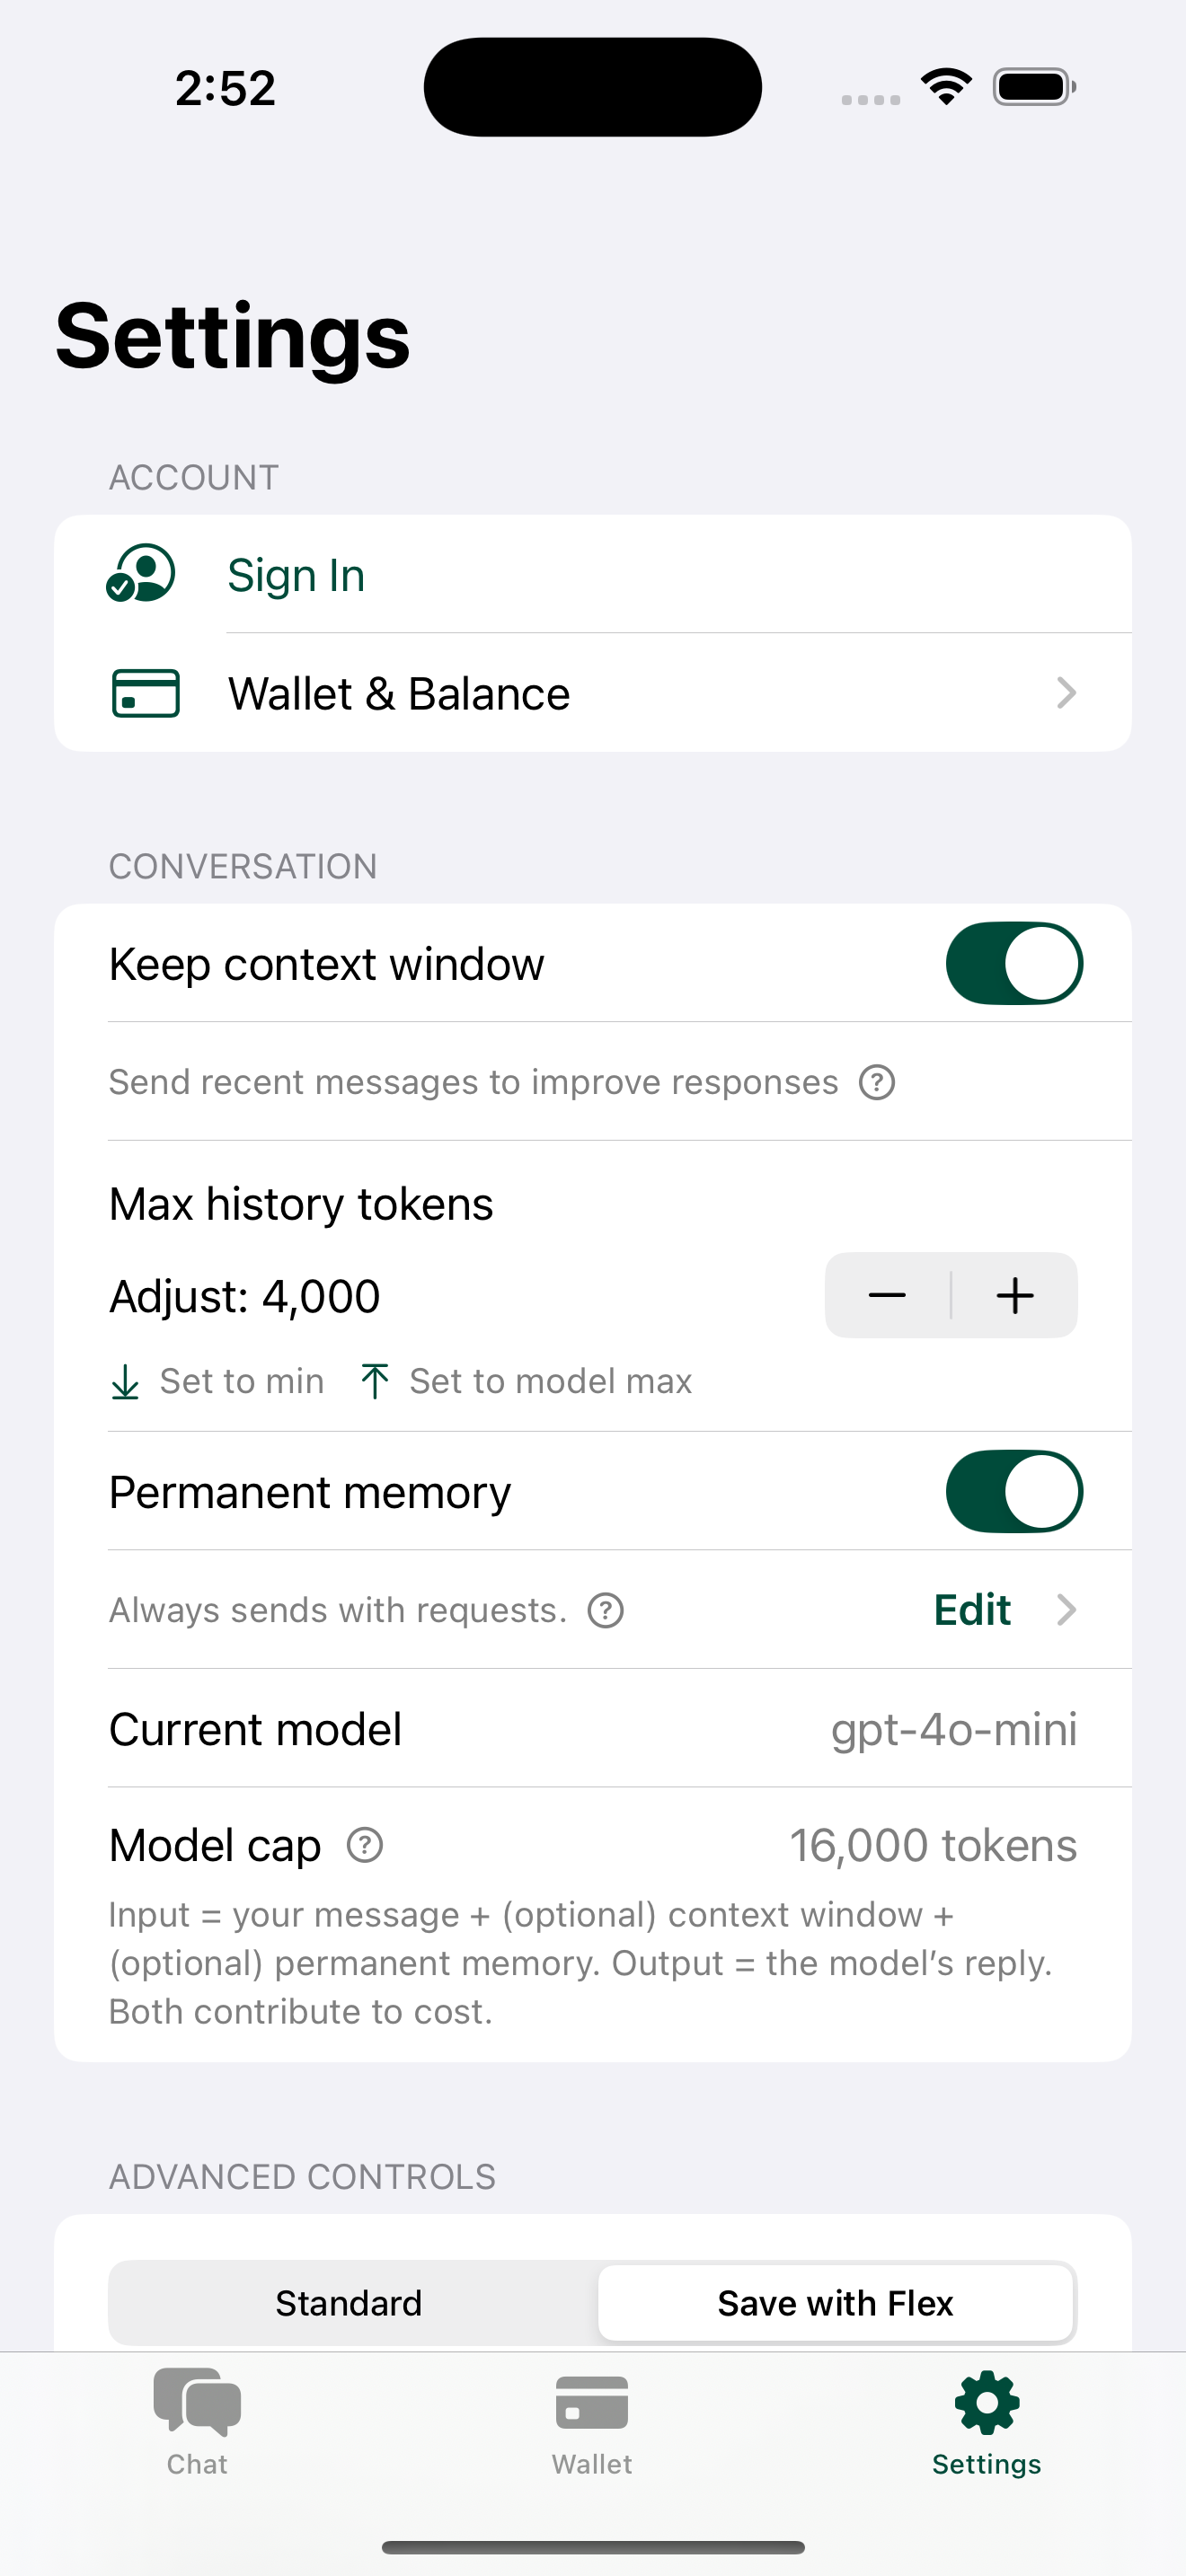 2:52
Settings
ACCOUNT
Sign In
Wallet & Balance
CONVERSATION
Keep context window
Send recent messages to improve responses ?
Max history tokens
Adjust: 4,000 − +
Set to min Set to model max
Permanent memory
Always sends with requests. ? Edit
Current model gpt-4o-mini
Model cap ? 16,000 tokens
Input = your message + (optional) context window +
(optional) permanent memory. Output = the model’s reply.
Both contribute to cost.
ADVANCED CONTROLS
Standard Save with Flex
Chat Wallet Settings